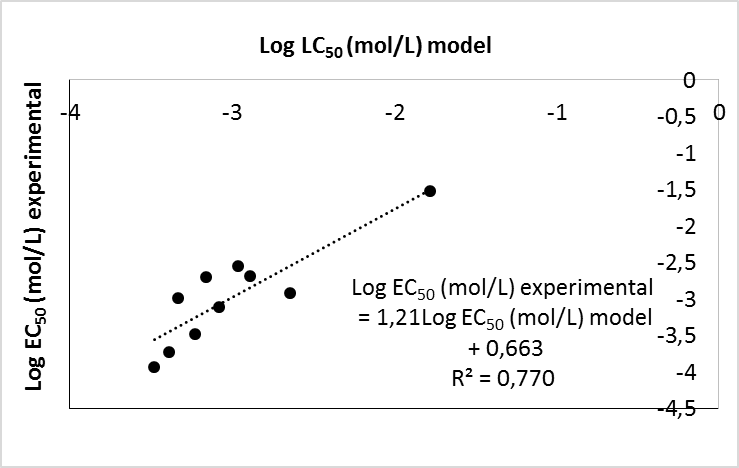 Log LC₅₀ (mol/L) model
0
-4 -3 -2 -1 0
-0,5
-1
-1,5
-2
-2,5
-3
-3,5
-4
-4,5
Log EC₅₀ (mol/L) experimental
Log EC₅₀ (mol/L) experimental
= 1,21Log EC₅₀ (mol/L) model
+ 0,663
R² = 0,770